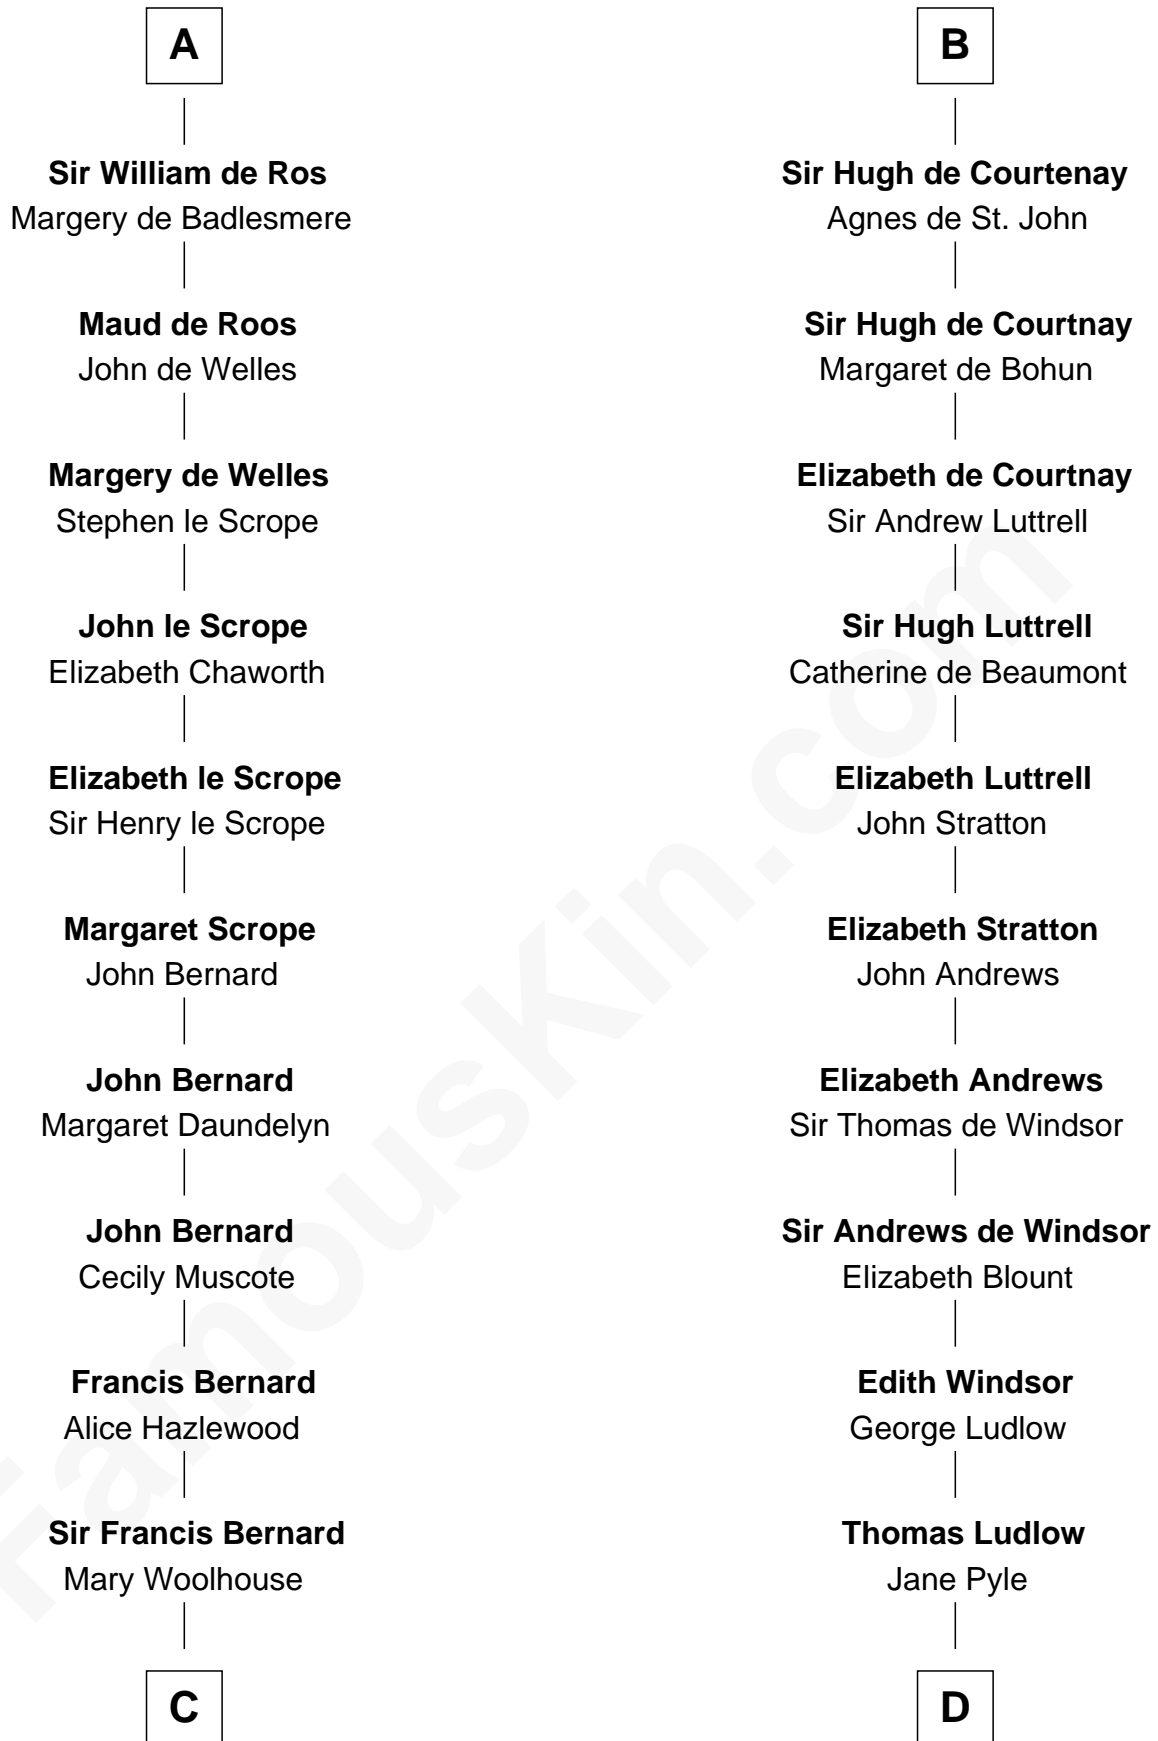 A
Sir William de Ros
Margery de Badlesmere
Maud de Roos
John de Welles
Margery de Welles
Stephen le Scrope
John le Scrope
Elizabeth Chaworth
Elizabeth le Scrope
Sir Henry le Scrope
Margaret Scrope
John Bernard
John Bernard
Margaret Daundelyn
John Bernard
Cecily Muscote
Francis Bernard
Alice Hazlewood
Sir Francis Bernard
Mary Woolhouse
C
B
Sir Hugh de Courtenay
Agnes de St. John
Sir Hugh de Courtnay
Margaret de Bohun
Elizabeth de Courtnay
Sir Andrew Luttrell
Sir Hugh Luttrell
Catherine de Beaumont
Elizabeth Luttrell
John Stratton
Elizabeth Stratton
John Andrews
Elizabeth Andrews
Sir Thomas de Windsor
Sir Andrews de Windsor
Elizabeth Blount
Edith Windsor
George Ludlow
Thomas Ludlow
Jane Pyle
D
FamousKin.com